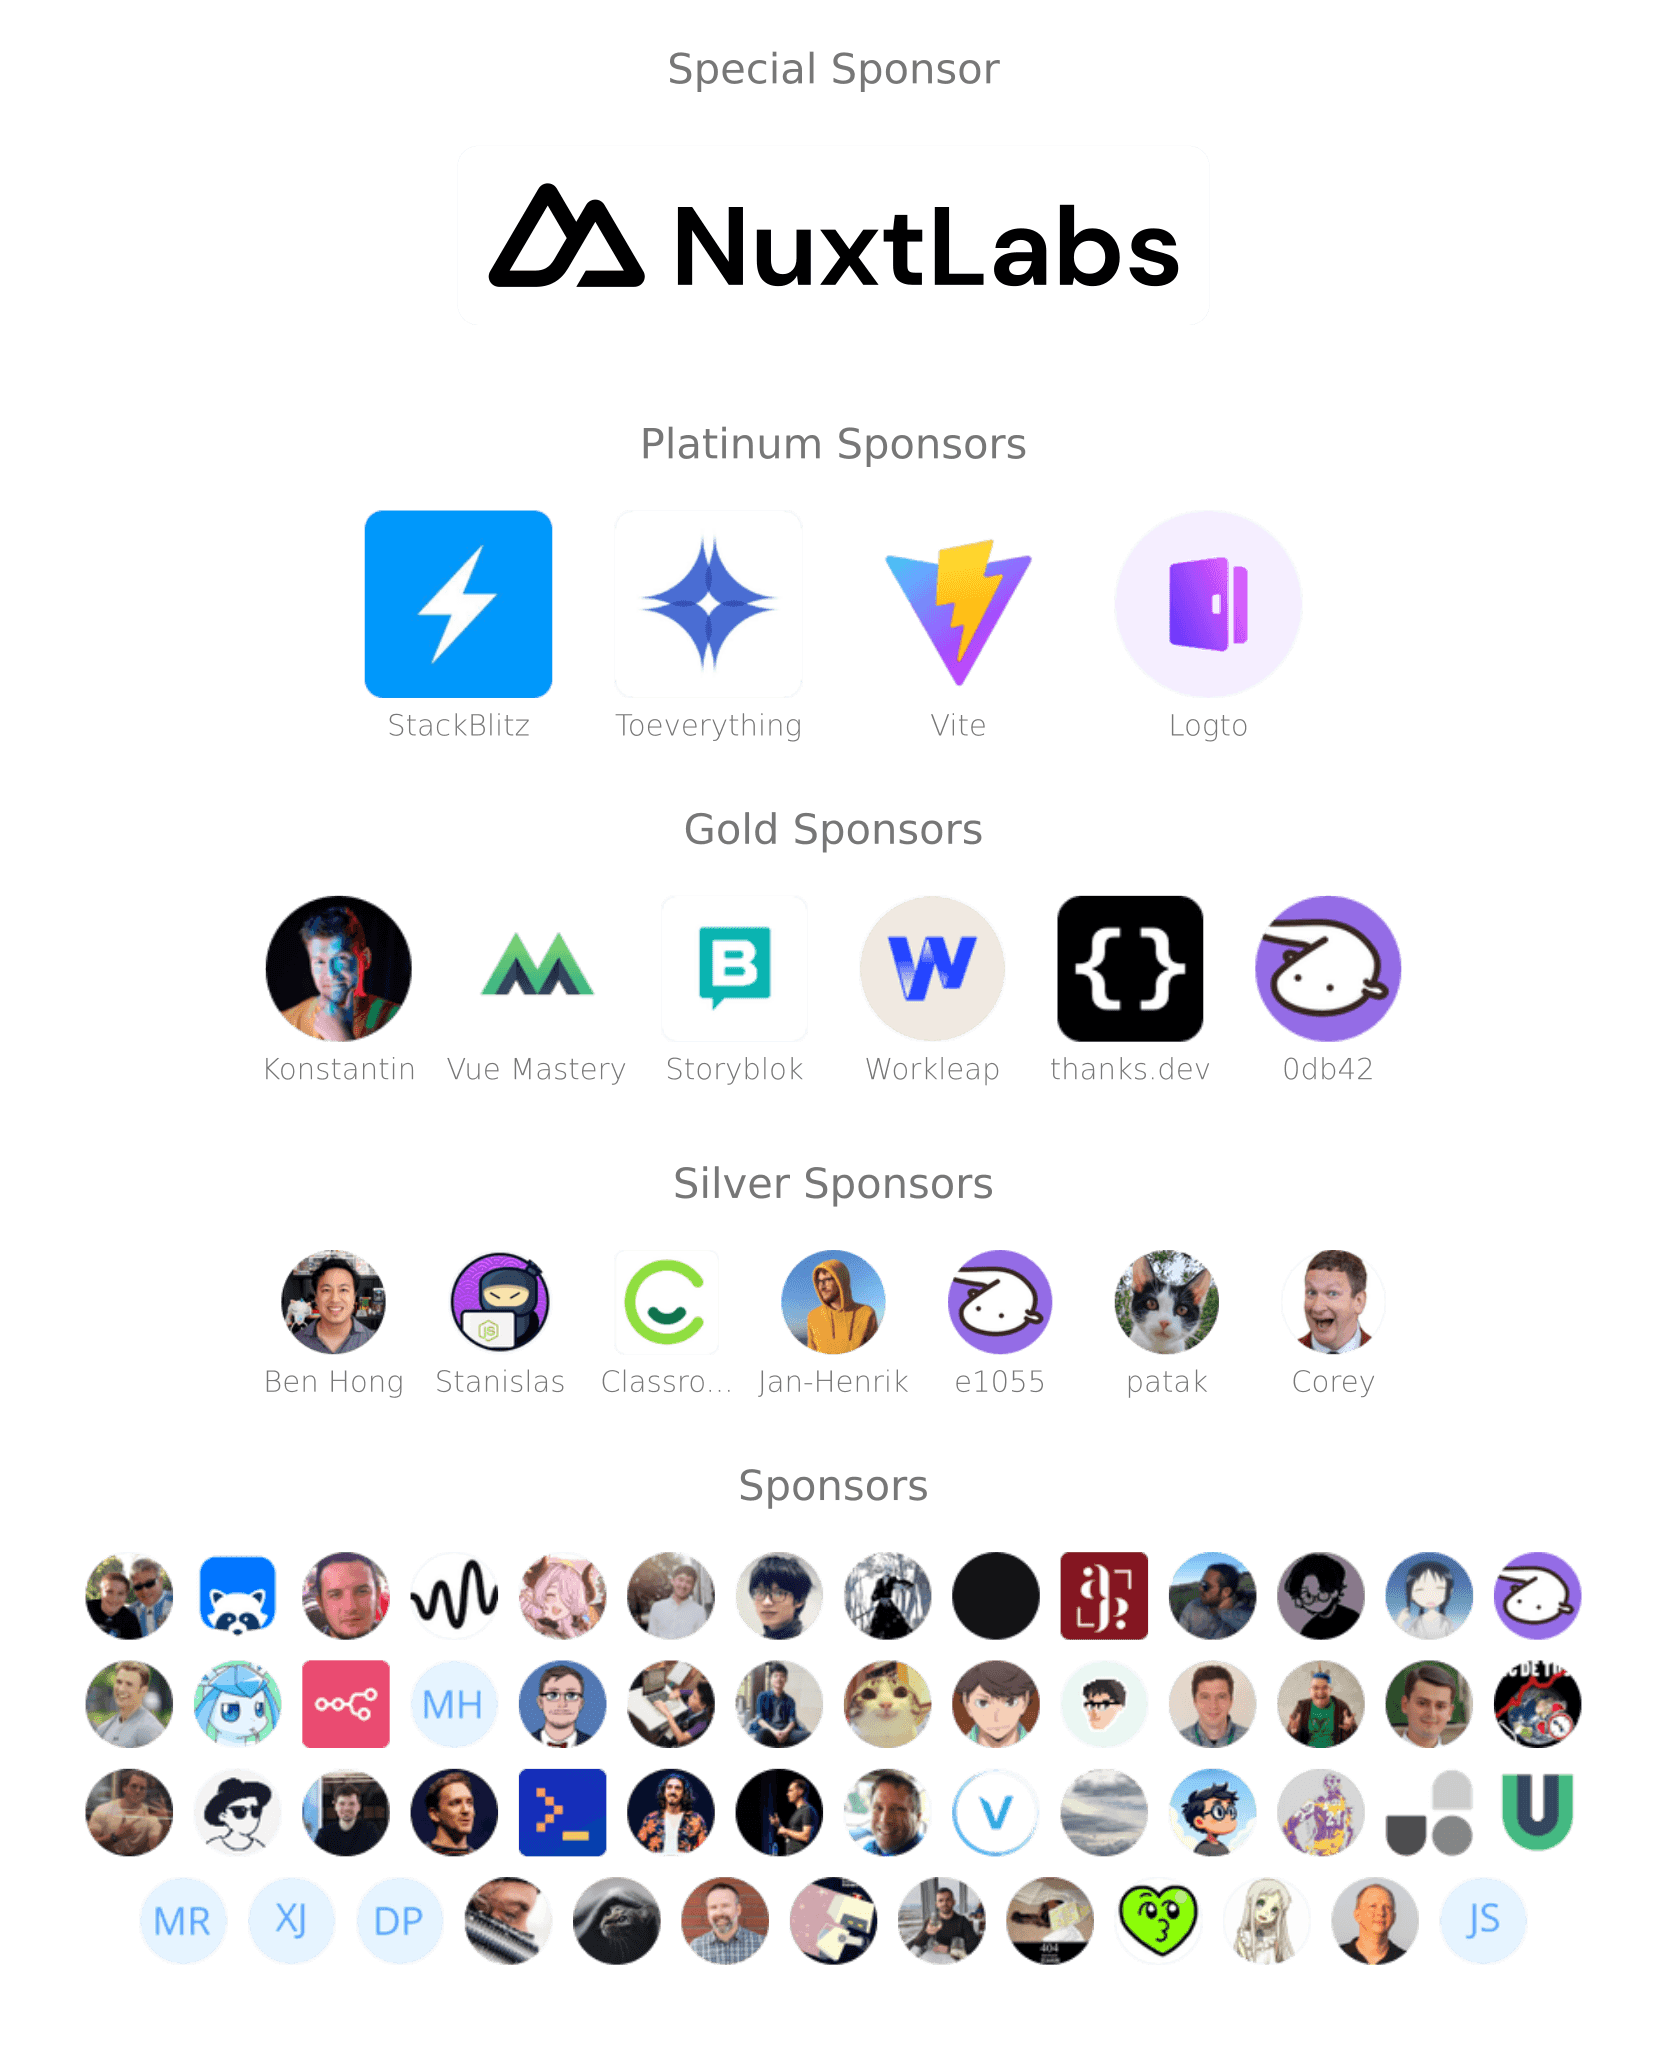 Special Sponsor
NuxtLabs
Platinum Sponsors
StackBlitz Toeverything Vite Logto
Gold Sponsors
Konstantin Vue Mastery Storyblok Workleap thanks.dev 0db42
Silver Sponsors
Ben Hong Stanislas Classro... Jan-Henrik e1055 patak Corey
Sponsors
MH
MR XJ DP 404 JS